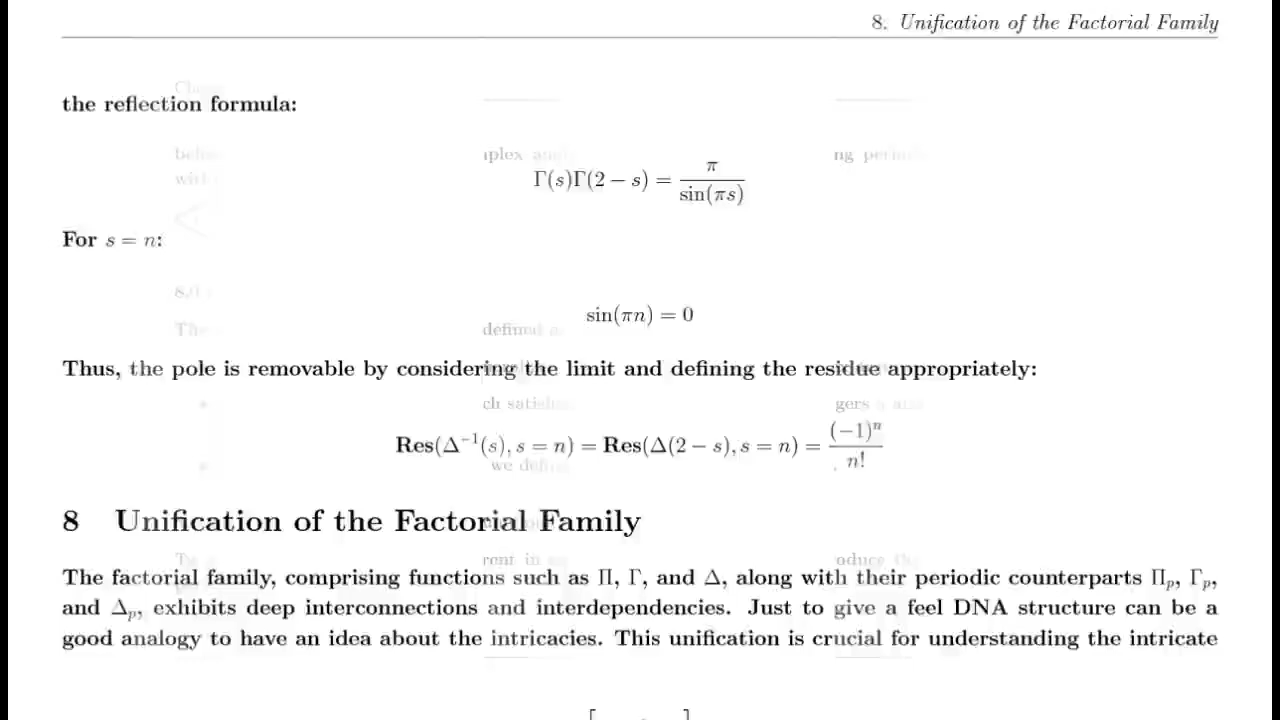 8. Unification of the Factorial Family
the reflection formula:
Γ(s)Γ(2 − s) = π / sin(πs)
For s = n:
sin(πn) = 0
Thus, the pole is removable by considering the limit and defining the residue appropriately:
Res(Δ⁻¹(s), s = n) = Res(Δ(2 − s), s = n) = (−1)ⁿ / n!
8 Unification of the Factorial Family
The factorial family, comprising functions such as Π, Γ, and Δ, along with their periodic counterparts Πₚ, Γₚ,
and Δₚ, exhibits deep interconnections and interdependencies. Just to give a feel DNA structure can be a
good analogy to have an idea about the intricacies. This unification is crucial for understanding the intricate